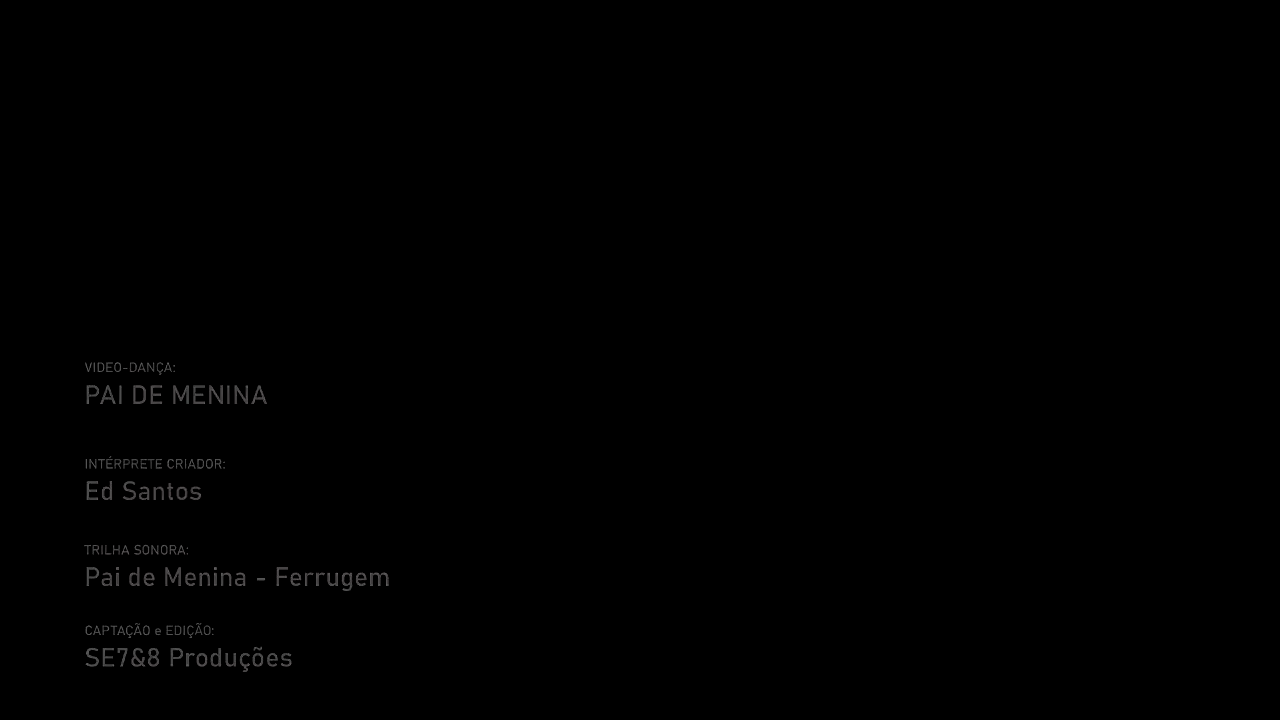 VIDEO-DANÇA:
PAI DE MENINA
INTÉRPRETE CRIADOR:
Ed Santos
TRILHA SONORA:
Pai de Menina - Ferrugem
CAPTAÇÃO e EDIÇÃO:
SE7&8 Produções